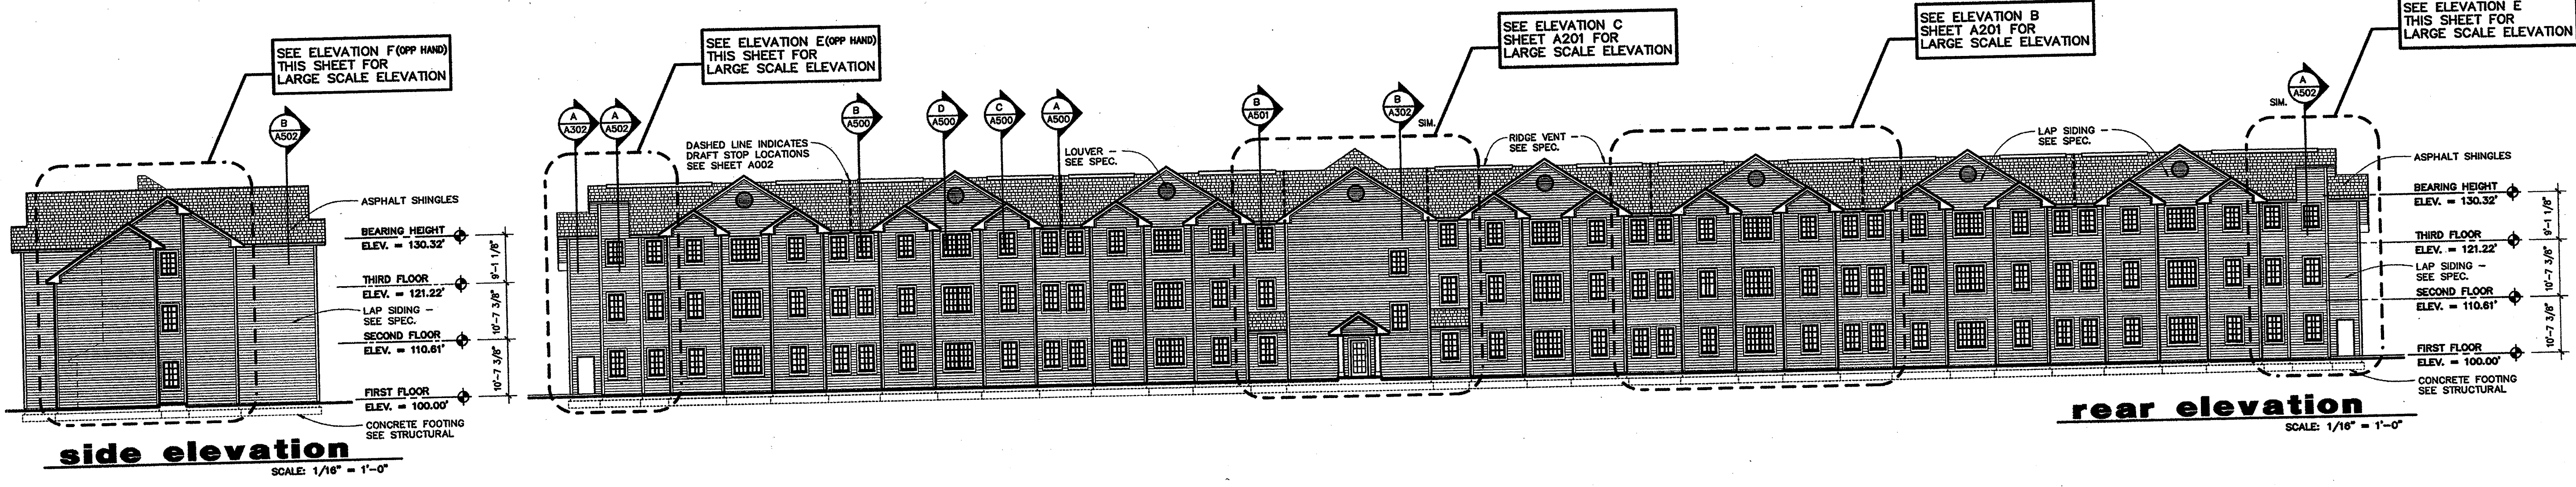 SEE ELEVATION F(OPP HAND)
THIS SHEET FOR
LARGE SCALE ELEVATION
B
A502
ASPHALT SHINGLES
BEARING HEIGHT
ELEV. = 130.32'
9'-1 1/8"
THIRD FLOOR
ELEV. = 121.22'
LAP SIDING -
SEE SPEC.
10'-7 3/8"
SECOND FLOOR
ELEV. = 110.61'
10'-7 3/8"
FIRST FLOOR
ELEV. = 100.00'
CONCRETE FOOTING
SEE STRUCTURAL
side elevation
SCALE: 1/16" = 1'-0"
SEE ELEVATION E(OPP HAND)
THIS SHEET FOR
LARGE SCALE ELEVATION
A
A302
A
A502
DASHED LINE INDICATES
DRAFT STOP LOCATIONS
SEE SHEET A002
B
A500
D
A500
C
A500
A
A500
LOUVER -
SEE SPEC.
B
A501
B
A302
SIM.
SEE ELEVATION C
SHEET A201 FOR
LARGE SCALE ELEVATION
RIDGE VENT -
SEE SPEC.
SEE ELEVATION B
SHEET A201 FOR
LARGE SCALE ELEVATION
LAP SIDING -
SEE SPEC.
SIM.
A
A502
SEE ELEVATION E
THIS SHEET FOR
LARGE SCALE ELEVATION
ASPHALT SHINGLES
BEARING HEIGHT
ELEV. = 130.32'
9'-1 1/8"
THIRD FLOOR
ELEV. = 121.22'
LAP SIDING -
SEE SPEC.
10'-7 3/8"
SECOND FLOOR
ELEV. = 110.61'
10'-7 3/8"
FIRST FLOOR
ELEV. = 100.00'
CONCRETE FOOTING
SEE STRUCTURAL
rear elevation
SCALE: 1/16" = 1'-0"